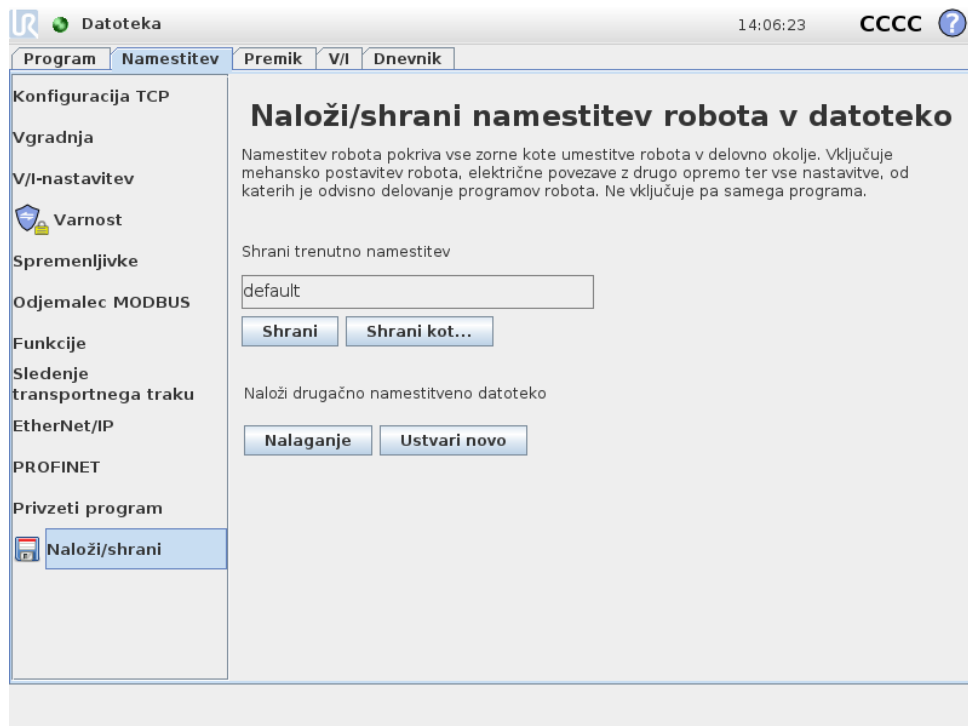 UR Datoteka 14:06:23 CCCC ?
Program Namestitev Premik V/I Dnevnik
Konfiguracija TCP
Vgradnja
V/I-nastavitev
Varnost
Spremenljivke
Odjemalec MODBUS
Funkcije
Sledenje
transportnega traku
EtherNet/IP
PROFINET
Privzeti program
Naloži/shrani
Naloži/shrani namestitev robota v datoteko
Namestitev robota pokriva vse zorne kote umestitve robota v delovno okolje. Vključuje
mehansko postavitev robota, električne povezave z drugo opremo ter vse nastavitve, od
katerih je odvisno delovanje programov robota. Ne vključuje pa samega programa.
Shrani trenutno namestitev
default
Shrani Shrani kot...
Naloži drugačno namestitveno datoteko
Nalaganje Ustvari novo